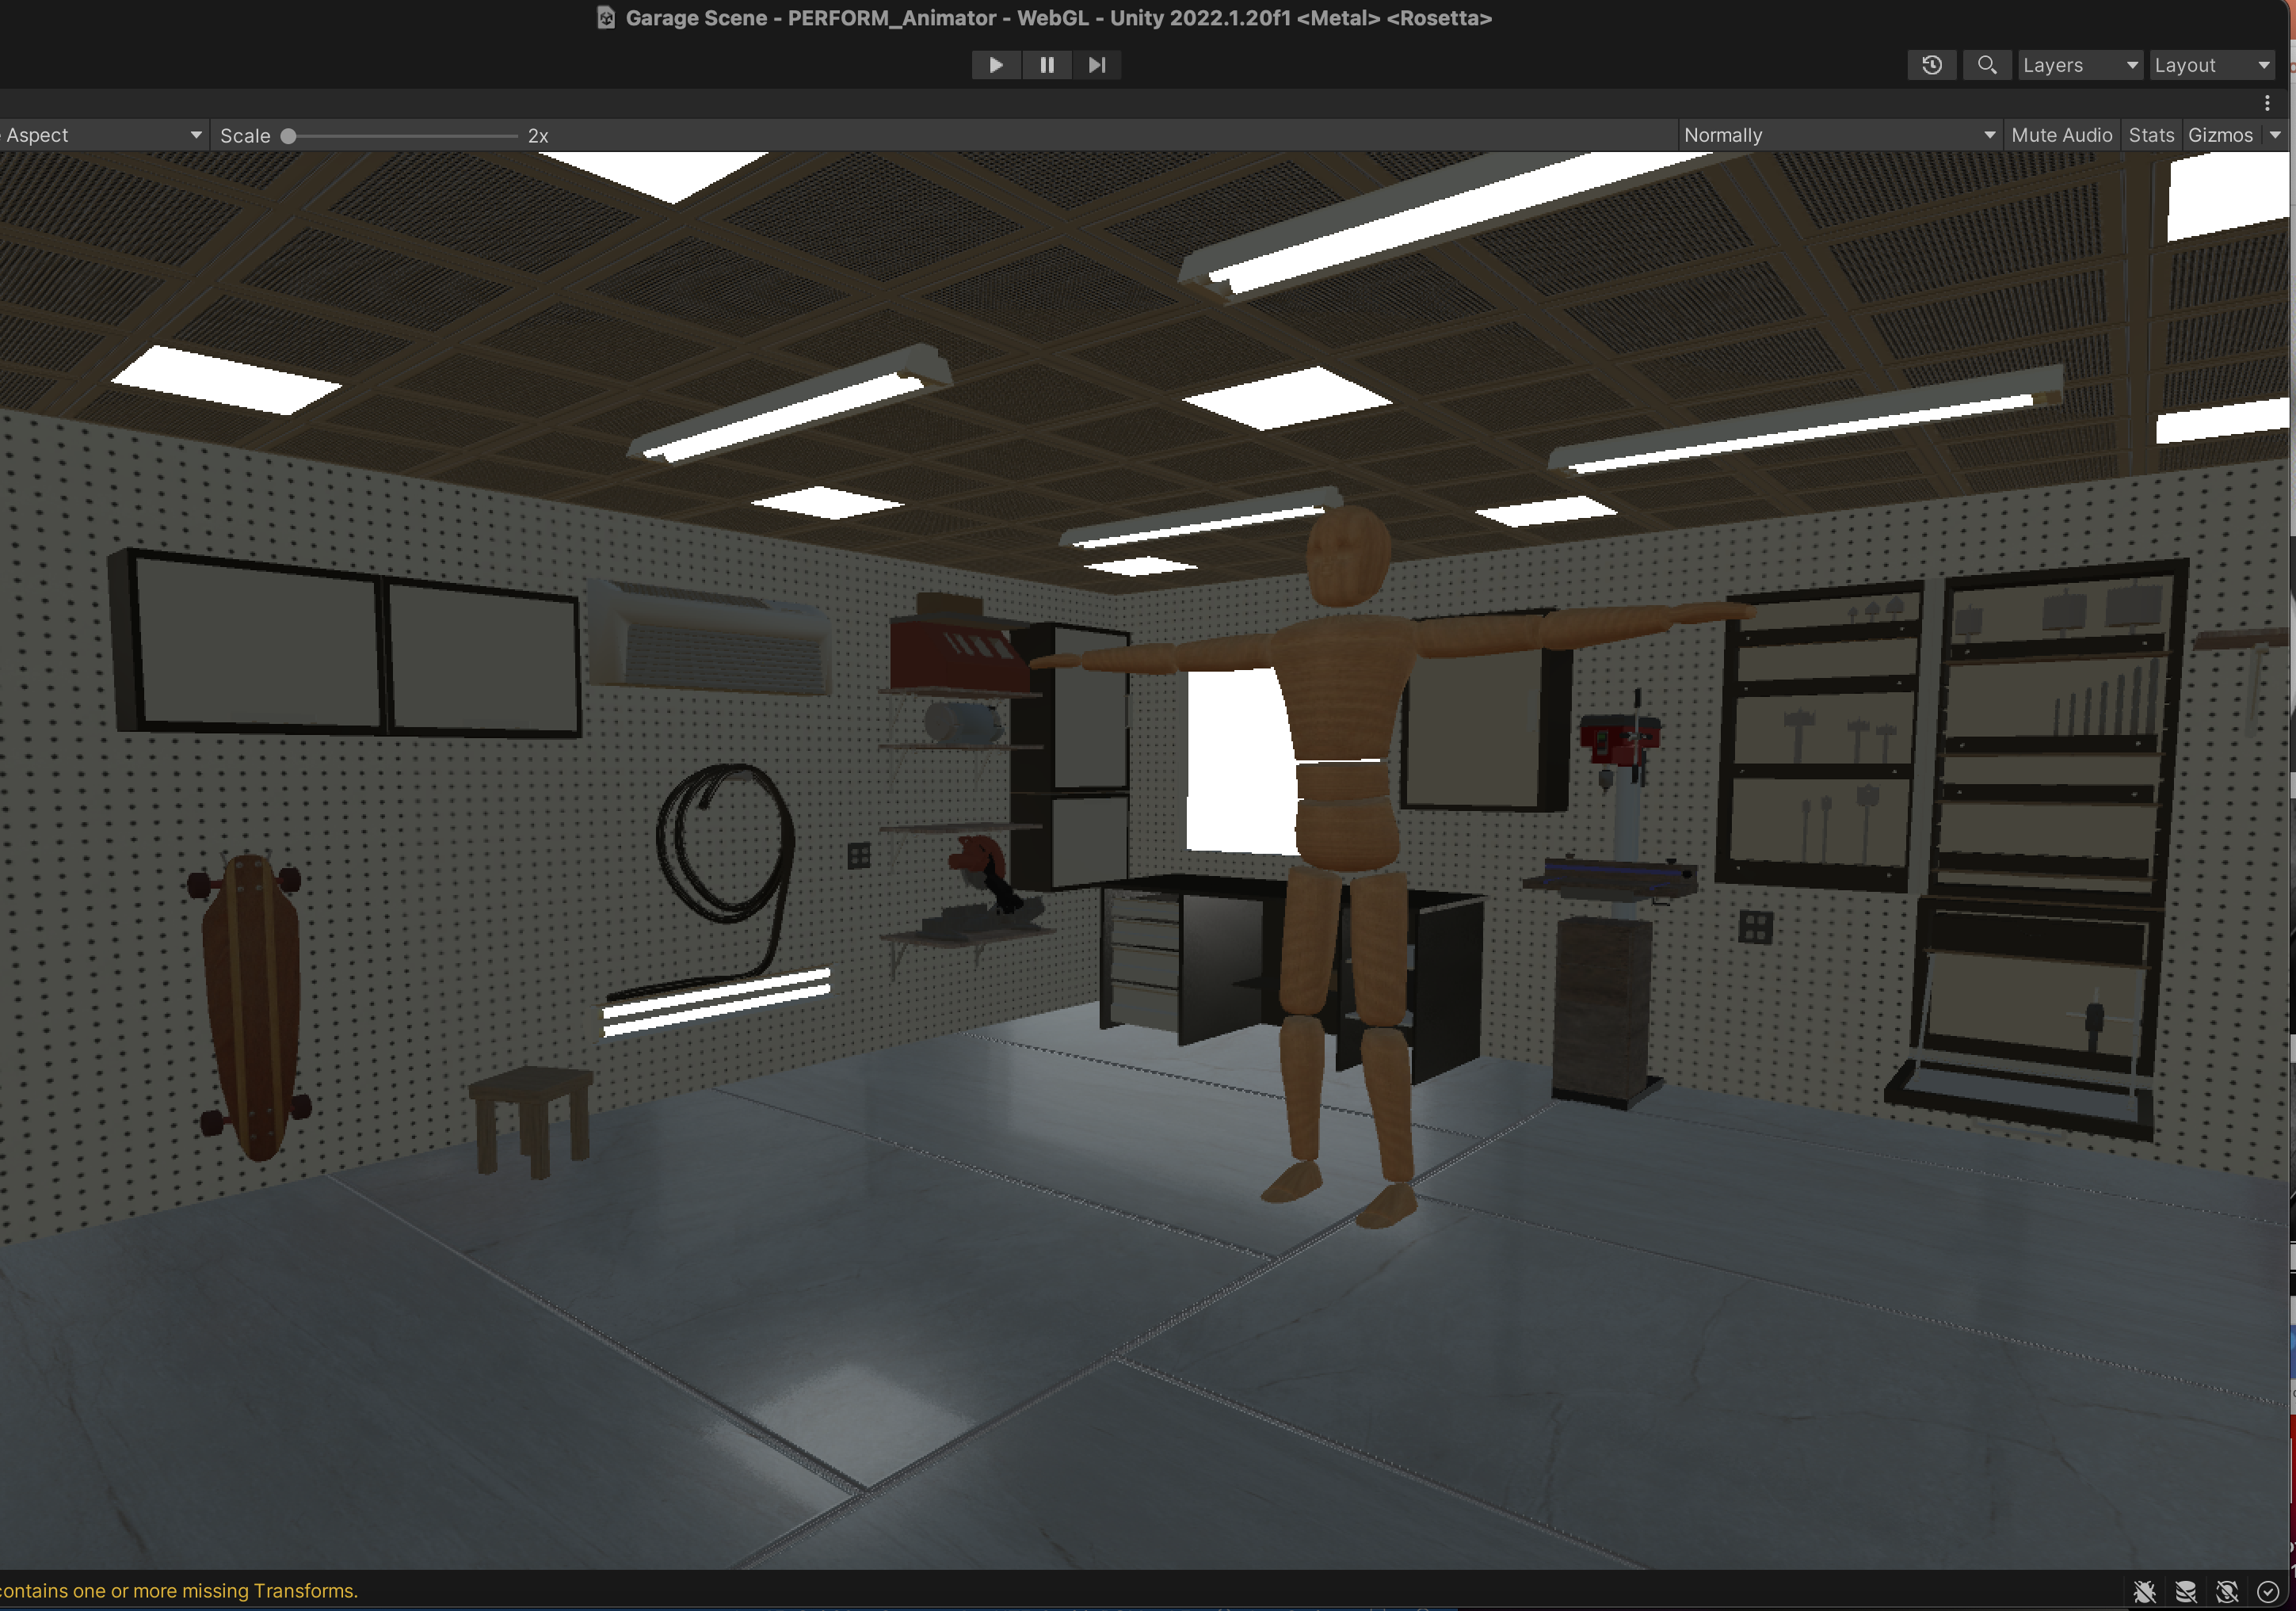 Garage Scene - PERFORM_Animator - WebGL - Unity 2022.1.20f1 <Metal> <Rosetta>
Layers Layout
Aspect Scale 2x Normally Mute Audio Stats Gizmos
contains one or more missing Transforms.